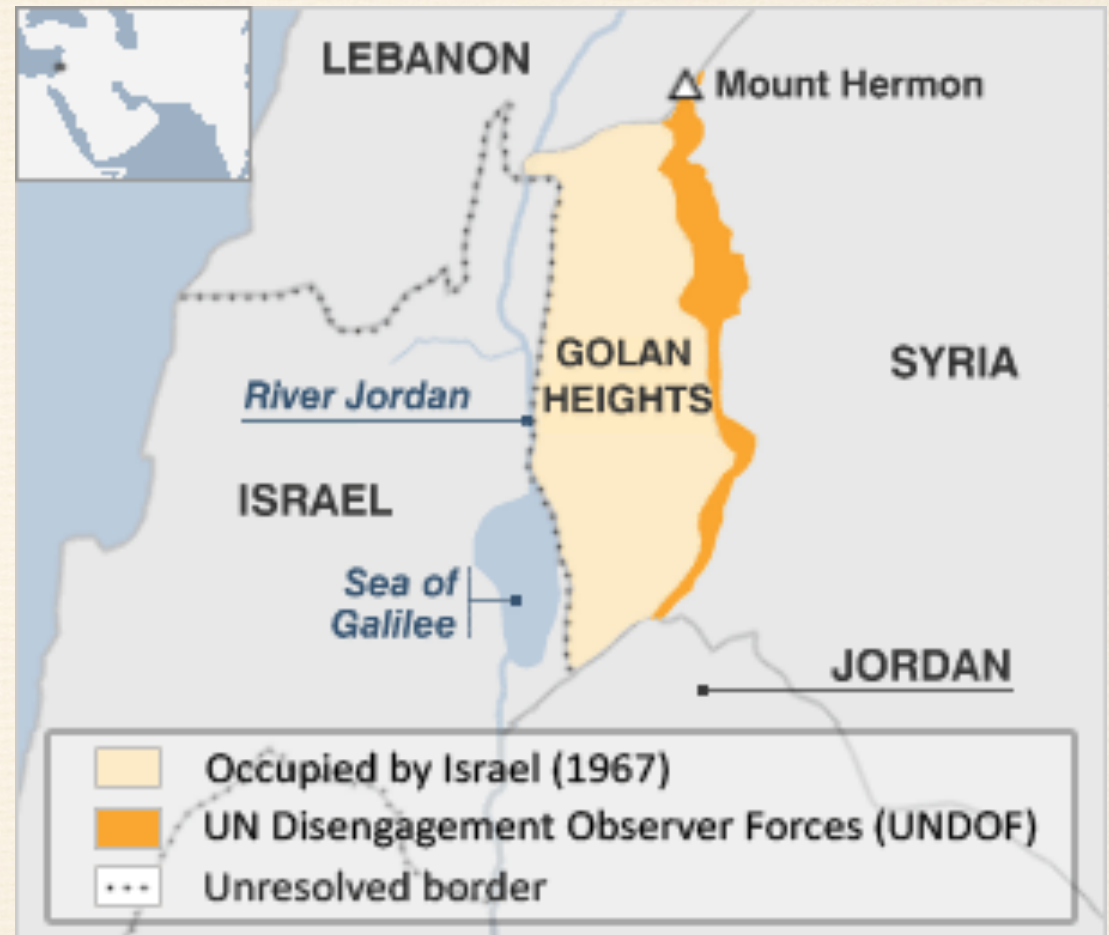 LEBANON
Mount Hermon
GOLAN
HEIGHTS
SYRIA
River Jordan
ISRAEL
Sea of
Galilee
JORDAN
Occupied by Israel (1967)
UN Disengagement Observer Forces (UNDOF)
Unresolved border